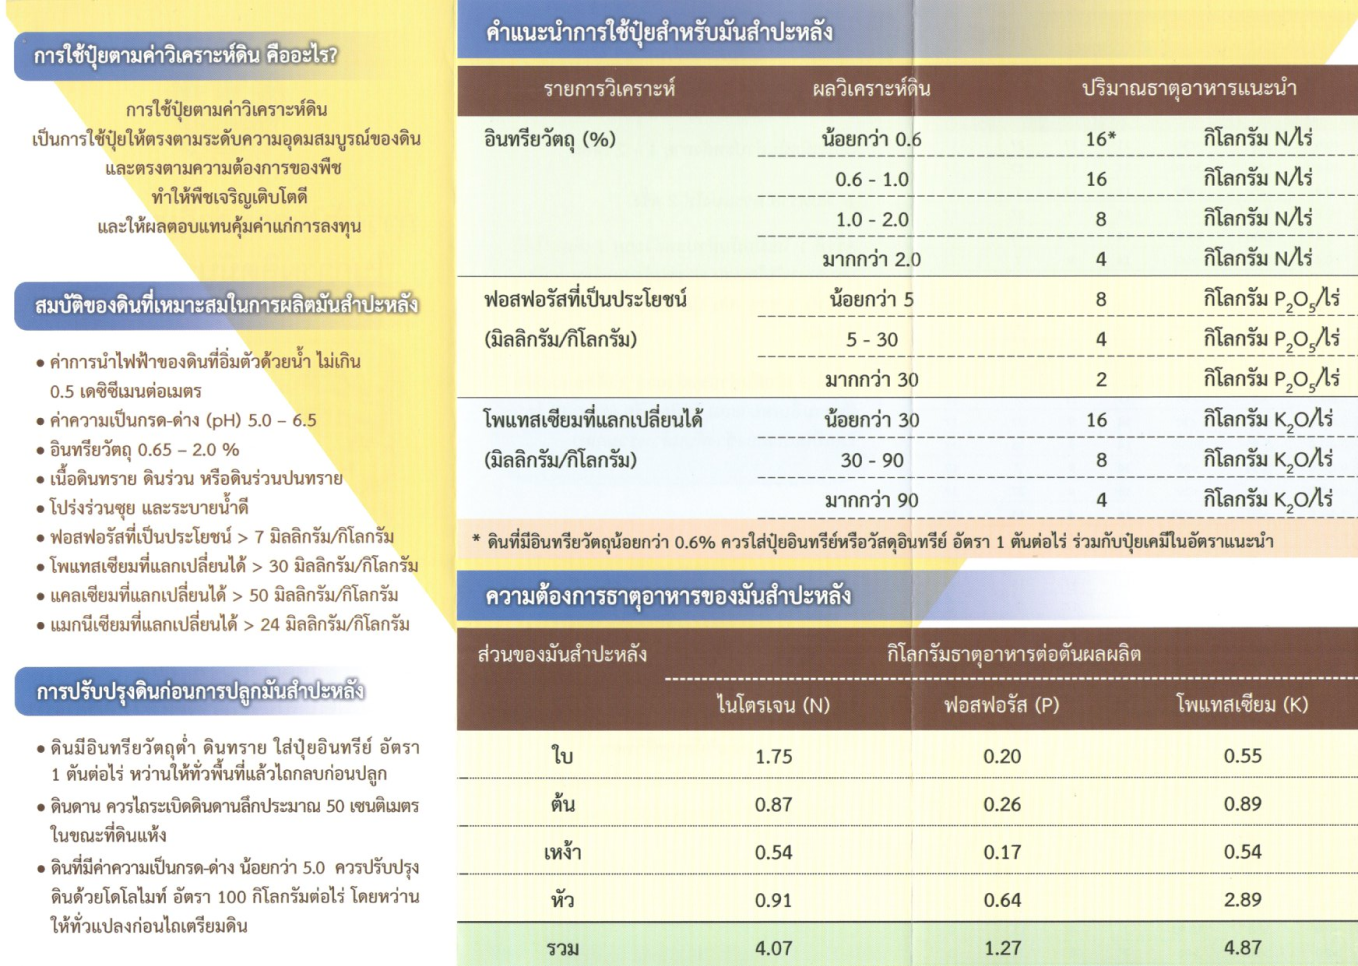 การใช้ปุ๋ยตามค่าวิเคราะห์ดิน คืออะไร?
การใช้ปุ๋ยตามค่าวิเคราะห์ดิน
เป็นการใช้ปุ๋ยให้ตรงตามระดับความอุดมสมบูรณ์ของดิน
และตรงตามความต้องการของพืช
ทำให้พืชเจริญเติบโตดี
และให้ผลตอบแทนคุ้มค่าแก่การลงทุน
สมบัติของดินที่เหมาะสมในการผลิตมันสำปะหลัง
• ค่าการนำไฟฟ้าของดินที่อิ่มตัวด้วยน้ำ ไม่เกิน
0.5 เดซิซีเมนต่อเมตร
• ค่าความเป็นกรด-ด่าง (pH) 5.0 – 6.5
• อินทรียวัตถุ 0.65 – 2.0 %
• เนื้อดินทราย ดินร่วน หรือดินร่วนปนทราย
• โปร่งร่วนซุย และระบายน้ำดี
• ฟอสฟอรัสที่เป็นประโยชน์ > 7 มิลลิกรัม/กิโลกรัม
• โพแทสเซียมที่แลกเปลี่ยนได้ > 30 มิลลิกรัม/กิโลกรัม
• แคลเซียมที่แลกเปลี่ยนได้ > 50 มิลลิกรัม/กิโลกรัม
• แมกนีเซียมที่แลกเปลี่ยนได้ > 24 มิลลิกรัม/กิโลกรัม
การปรับปรุงดินก่อนการปลูกมันสำปะหลัง
• ดินมีอินทรียวัตถุต่ำ ดินทราย ใส่ปุ๋ยอินทรีย์ อัตรา
1 ตันต่อไร่ หว่านให้ทั่วพื้นที่แล้วไถกลบก่อนปลูก
• ดินดาน ควรไถระเบิดดินดานลึกประมาณ 50 เซนติเมตร
ในขณะที่ดินแห้ง
• ดินที่มีค่าความเป็นกรด-ด่าง น้อยกว่า 5.0 ควรปรับปรุง
ดินด้วยโดโลไมท์ อัตรา 100 กิโลกรัมต่อไร่ โดยหว่าน
ให้ทั่วแปลงก่อนไถเตรียมดิน
คำแนะนำการใช้ปุ๋ยสำหรับมันสำปะหลัง
รายการวิเคราะห์ ผลวิเคราะห์ดิน ปริมาณธาตุอาหารแนะนำ
อินทรียวัตถุ (%) น้อยกว่า 0.6 16* กิโลกรัม N/ไร่
0.6 - 1.0 16 กิโลกรัม N/ไร่
1.0 - 2.0 8 กิโลกรัม N/ไร่
มากกว่า 2.0 4 กิโลกรัม N/ไร่
ฟอสฟอรัสที่เป็นประโยชน์ น้อยกว่า 5 8 กิโลกรัม P₂O₅/ไร่
(มิลลิกรัม/กิโลกรัม) 5 - 30 4 กิโลกรัม P₂O₅/ไร่
มากกว่า 30 2 กิโลกรัม P₂O₅/ไร่
โพแทสเซียมที่แลกเปลี่ยนได้ น้อยกว่า 30 16 กิโลกรัม K₂O/ไร่
(มิลลิกรัม/กิโลกรัม) 30 - 90 8 กิโลกรัม K₂O/ไร่
มากกว่า 90 4 กิโลกรัม K₂O/ไร่
* ดินที่มีอินทรียวัตถุน้อยกว่า 0.6% ควรใส่ปุ๋ยอินทรีย์หรือวัสดุอินทรีย์ อัตรา 1 ตันต่อไร่ ร่วมกับปุ๋ยเคมีในอัตราแนะนำ
ความต้องการธาตุอาหารของมันสำปะหลัง
ส่วนของมันสำปะหลัง กิโลกรัมธาตุอาหารต่อตันผลผลิต
ไนโตรเจน (N) ฟอสฟอรัส (P) โพแทสเซียม (K)
ใบ 1.75 0.20 0.55
ต้น 0.87 0.26 0.89
เหง้า 0.54 0.17 0.54
หัว 0.91 0.64 2.89
รวม 4.07 1.27 4.87